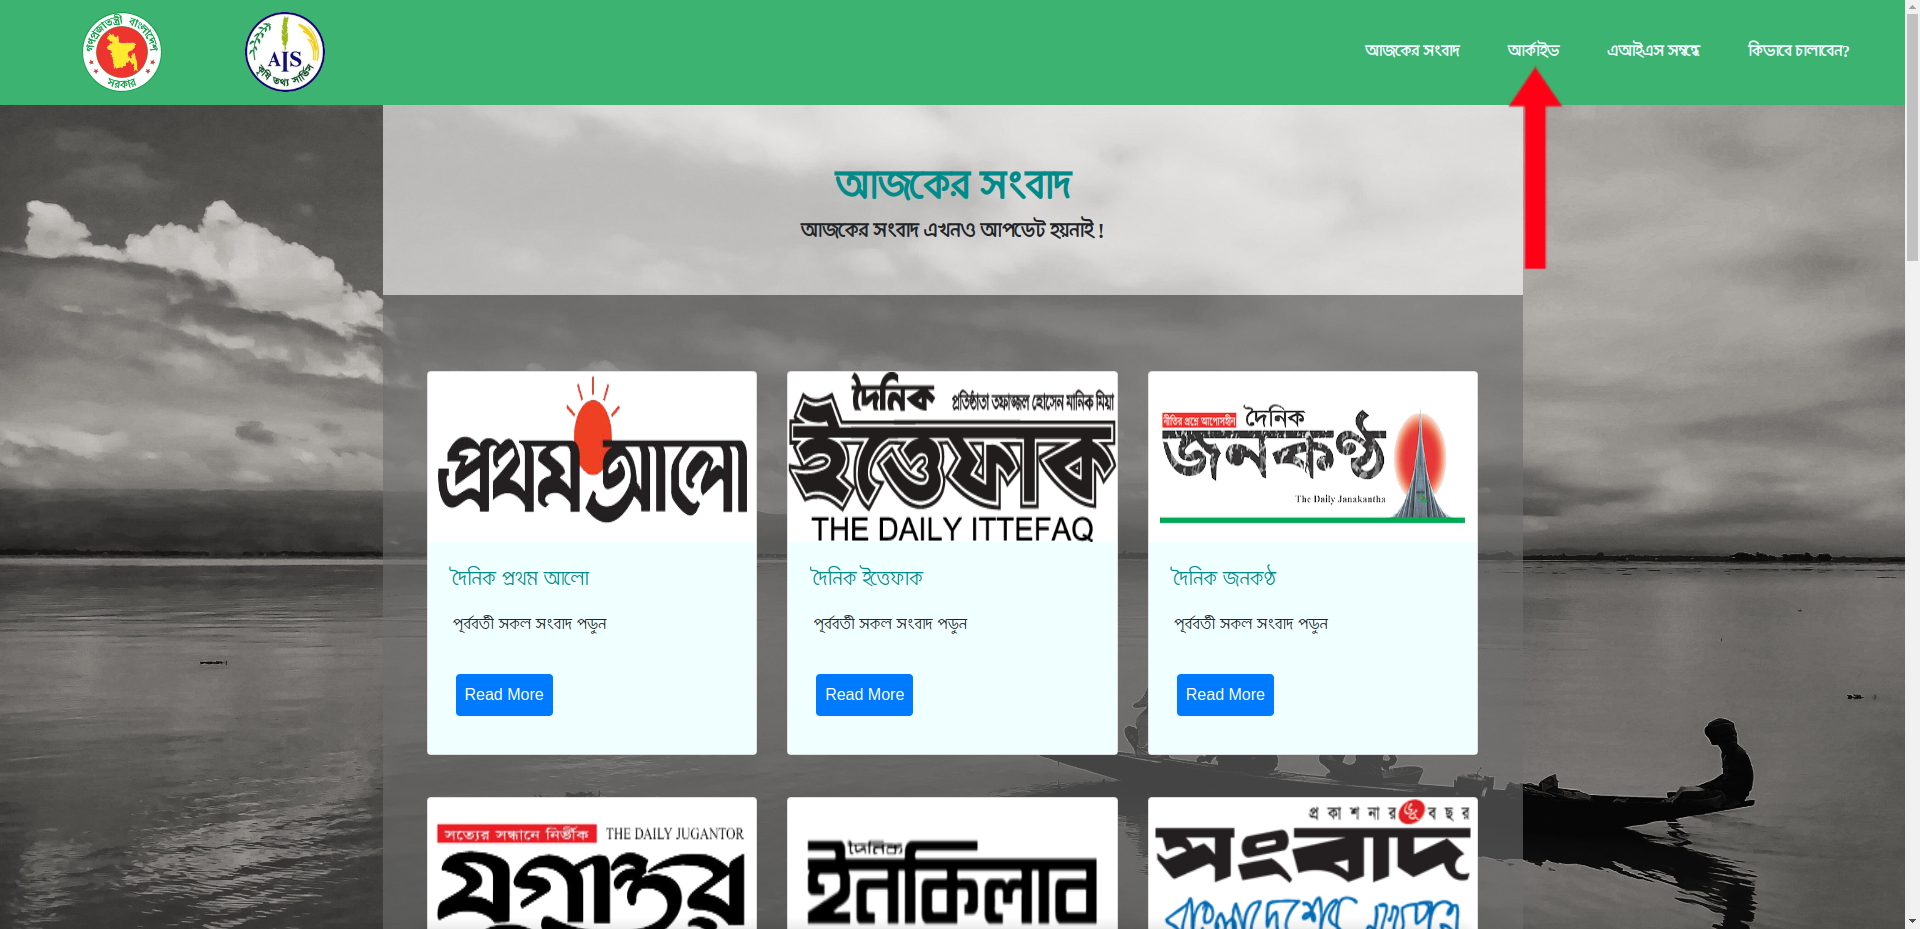 গণপ্রজাতন্ত্রী বাংলাদেশ
সরকার
AIS
কৃষি তথ্য সার্ভিস
আজকের সংবাদ
আর্কাইভ
এআইএস সম্বন্ধে
কিভাবে চালাবেন?
আজকের সংবাদ
আজকের সংবাদ এখনও আপডেট হয়নাই !
প্রথম আলো
দৈনিক প্রতিষ্ঠাতা তফাজ্জল হোসেন মানিক মিয়া
ইত্তেফাক
THE DAILY ITTEFAQ
নীতির প্রশ্নে আপোসহীন দৈনিক
জনকণ্ঠ
The Daily Janakantha
দৈনিক প্রথম আলো
দৈনিক ইত্তেফাক
দৈনিক জনকণ্ঠ
পূর্ববর্তী সকল সংবাদ পড়ুন
পূর্ববর্তী সকল সংবাদ পড়ুন
পূর্ববর্তী সকল সংবাদ পড়ুন
Read More
Read More
Read More
সত্যের সন্ধানে নির্ভীক THE DAILY JUGANTOR
যুগান্তর
দৈনিক
ইনকিলাব
প্রকাশনার বছর
সংবাদ